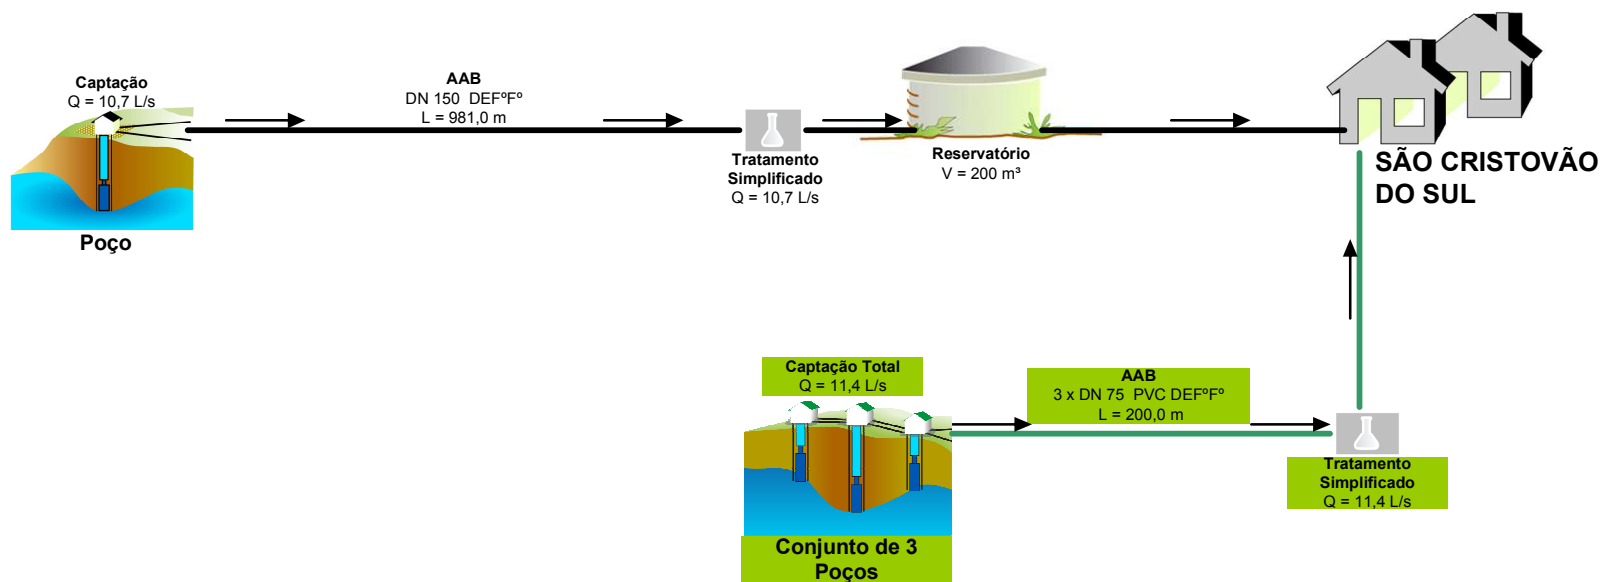 Captação
Q = 10,7 L/s
Poço
AAB
DN 150 DEFºFº
L = 981,0 m
Tratamento
Simplificado
Q = 10,7 L/s
Reservatório
V = 200 m³
SÃO CRISTOVÃO
DO SUL
Captação Total
Q = 11,4 L/s
Conjunto de 3
Poços
AAB
3 x DN 75 PVC DEFºFº
L = 200,0 m
Tratamento
Simplificado
Q = 11,4 L/s